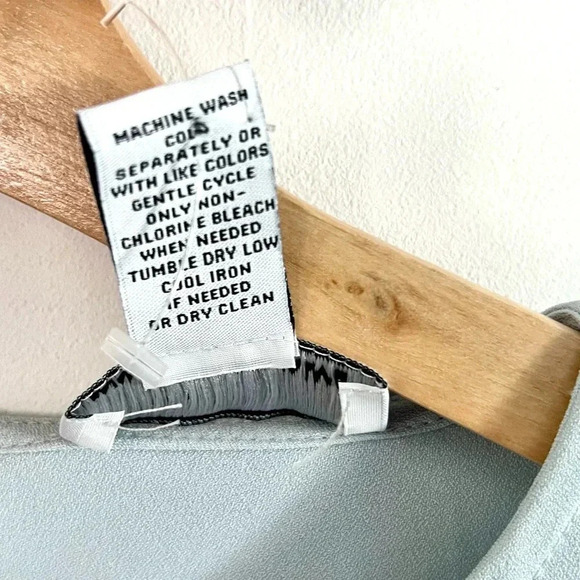 MACHINE WASH
COLD
SEPARATELY OR
WITH LIKE COLORS
GENTLE CYCLE
ONLY NON-
CHLORINE BLEACH
WHEN NEEDED
TUMBLE DRY LOW
COOL IRON
IF NEEDED
OR DRY CLEAN